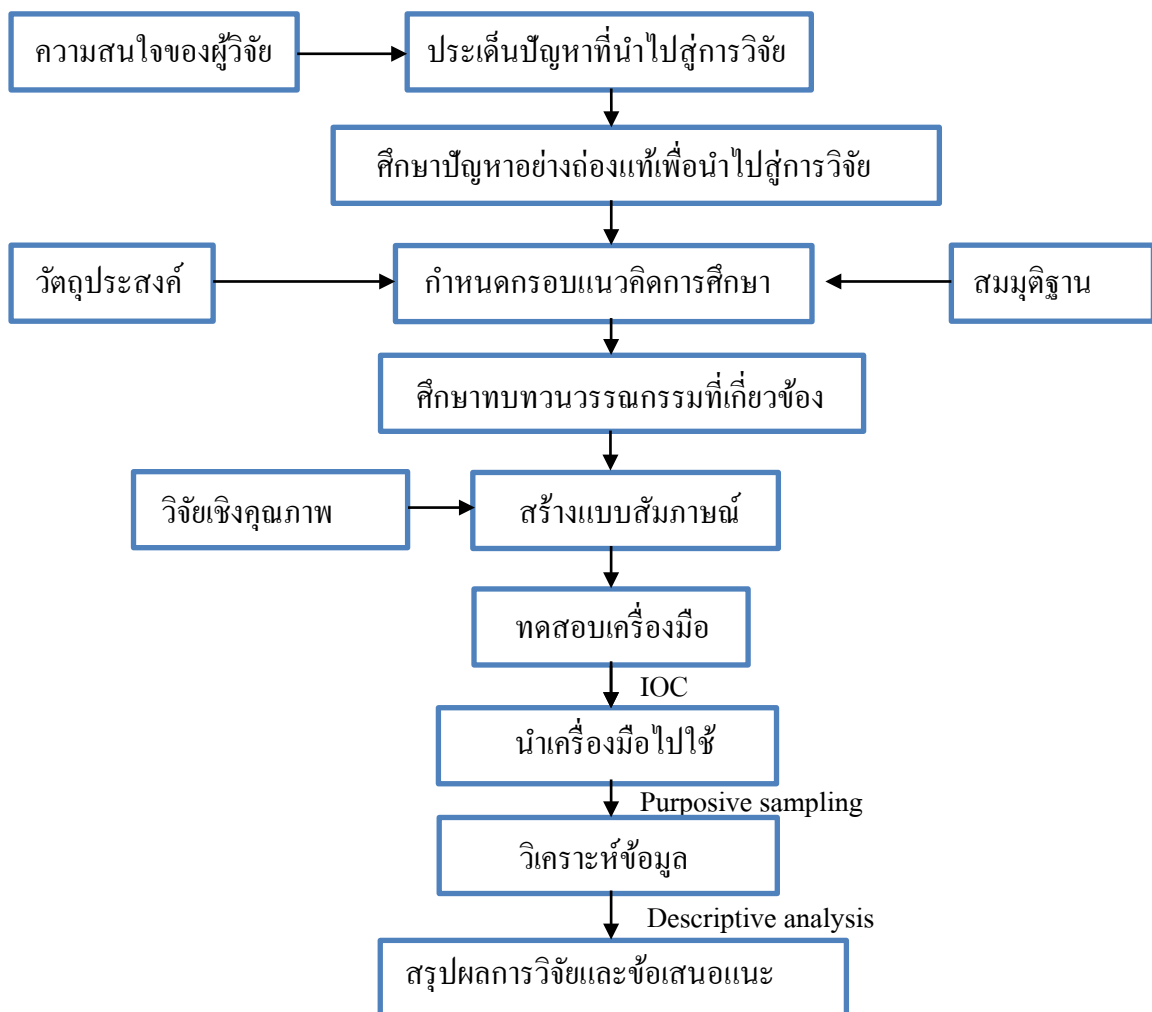 ความสนใจของผู้วิจัย
ประเด็นปัญหาที่นำไปสู่การวิจัย
ศึกษาปัญหาอย่างถ่องแท้เพื่อนำไปสู่การวิจัย
วัตถุประสงค์
กำหนดกรอบแนวคิดการศึกษา
สมมุติฐาน
ศึกษาทบทวนวรรณกรรมที่เกี่ยวข้อง
วิจัยเชิงคุณภาพ
สร้างแบบสัมภาษณ์
ทดสอบเครื่องมือ
IOC
นำเครื่องมือไปใช้
Purposive sampling
วิเคราะห์ข้อมูล
Descriptive analysis
สรุปผลการวิจัยและข้อเสนอแนะ